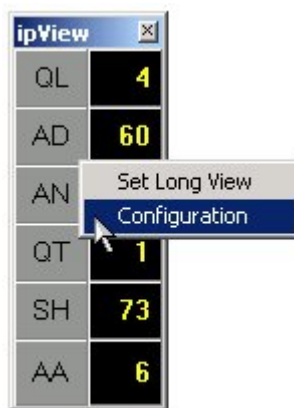 ipView
QL 4
AD 60
AN
Set Long View
Configuration
QT 1
SH 73
AA 6